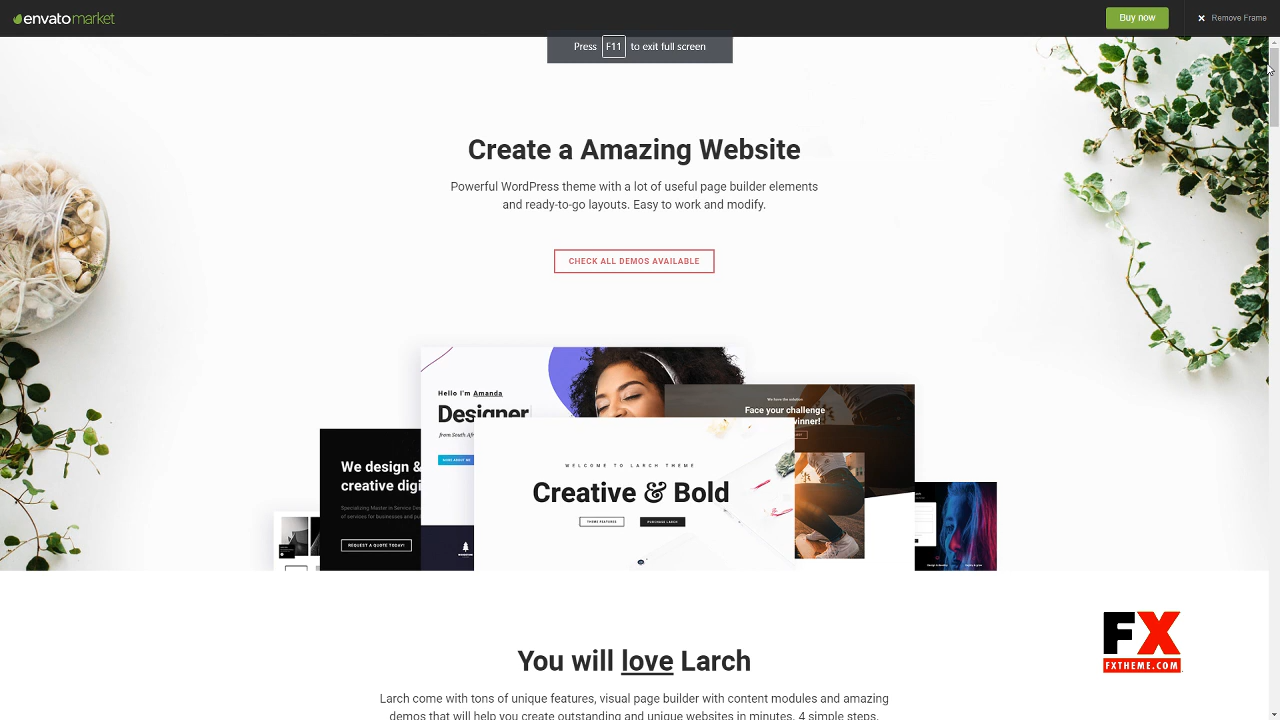 envato market
Buy now
Remove Frame
Press F11 to exit full screen
Create a Amazing Website
Powerful WordPress theme with a lot of useful page builder elements
and ready-to-go layouts. Easy to work and modify.
CHECK ALL DEMOS AVAILABLE
Hello I'm Amanda
Designer
from South Afr
MORE ABOUT ME
We have the solution
Face your challenge
winner!
We design &
creative digi
Specializing Master in Service
of services for businesses and pu
REQUEST A QUOTE TODAY!
WELCOME TO LARCH THEME
Creative & Bold
THEME FEATURES
PURCHASE LARCH
FX
FXTHEME.COM
You will love Larch
Larch come with tons of unique features, visual page builder with content modules and amazing
demos that will help you create outstanding and unique websites in minutes. 4 simple steps.